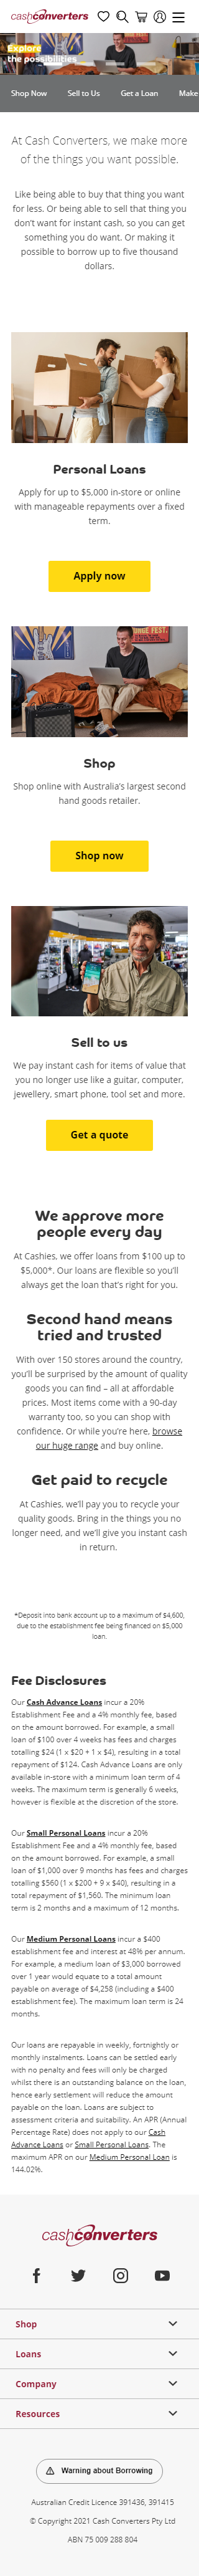 cashconverters
Explore
the possibilities
Shop Now Sell to Us Get a Loan Make
At Cash Converters, we make more
of the things you want possible.
Like being able to buy that thing you want
for less. Or being able to sell that thing you
don't want for instant cash, so you can get
something you do want. Or making it
possible to borrow up to five thousand
dollars.
Personal Loans
Apply for up to $5,000 in-store or online
with manageable repayments over a fixed
term.
Apply now
Shop
Shop online with Australia's largest second
hand goods retailer.
Shop now
Sell to us
We pay instant cash for items of value that
you no longer use like a guitar, computer,
jewellery, smart phone, tool set and more.
Get a quote
We approve more
people every day
At Cashies, we offer loans from $100 up to
$5,000*. Our loans are flexible so you'll
always get the loan that's right for you.
Second hand means
tried and trusted
With over 150 stores around the country,
you'll be surprised by the amount of quality
goods you can find – all at affordable
prices. Most items come with a 90-day
warranty too, so you can shop with
confidence. Or while you're here, browse
our huge range and buy online.
Get paid to recycle
At Cashies, we'll pay you to recycle your
quality goods. Bring in the things you no
longer need, and we'll give you instant cash
in return.
*Deposit into bank account up to a maximum of $4,600,
due to the establishment fee being financed on $5,000
loan.
Fee Disclosures
Our Cash Advance Loans incur a 20%
Establishment Fee and a 4% monthly fee, based
on the amount borrowed. For example, a small
loan of $100 over 4 weeks has fees and charges
totalling $24 (1 x $20 + 1 x $4), resulting in a total
repayment of $124. Cash Advance Loans are only
available in-store with a minimum loan term of 4
weeks. The maximum term is generally 6 weeks,
however is flexible at the discretion of the store.
Our Small Personal Loans incur a 20%
Establishment Fee and a 4% monthly fee, based
on the amount borrowed. For example, a small
loan of $1,000 over 9 months has fees and charges
totalling $560 (1 x $200 + 9 x $40), resulting in a
total repayment of $1,560. The minimum loan
term is 2 months and a maximum of 12 months.
Our Medium Personal Loans incur a $400
establishment fee and interest at 48% per annum.
For example, a medium loan of $3,000 borrowed
over 1 year would equate to a total amount
payable on average of $4,258 (including a $400
establishment fee). The maximum loan term is 24
months.
Our loans are repayable in weekly, fortnightly or
monthly instalments. Loans can be settled early
with no penalty and fees will only be charged
whilst there is an outstanding balance on the loan,
hence early settlement will reduce the amount
payable on the loan. Loans are subject to
assessment criteria and suitability. An APR (Annual
Percentage Rate) does not apply to our Cash
Advance Loans or Small Personal Loans. The
maximum APR on our Medium Personal Loan is
144.02%.
cashconverters
Shop
Loans
Company
Resources
Warning about Borrowing
Australian Credit Licence 391436, 391415
© Copyright 2021 Cash Converters Pty Ltd
ABN 75 009 288 804